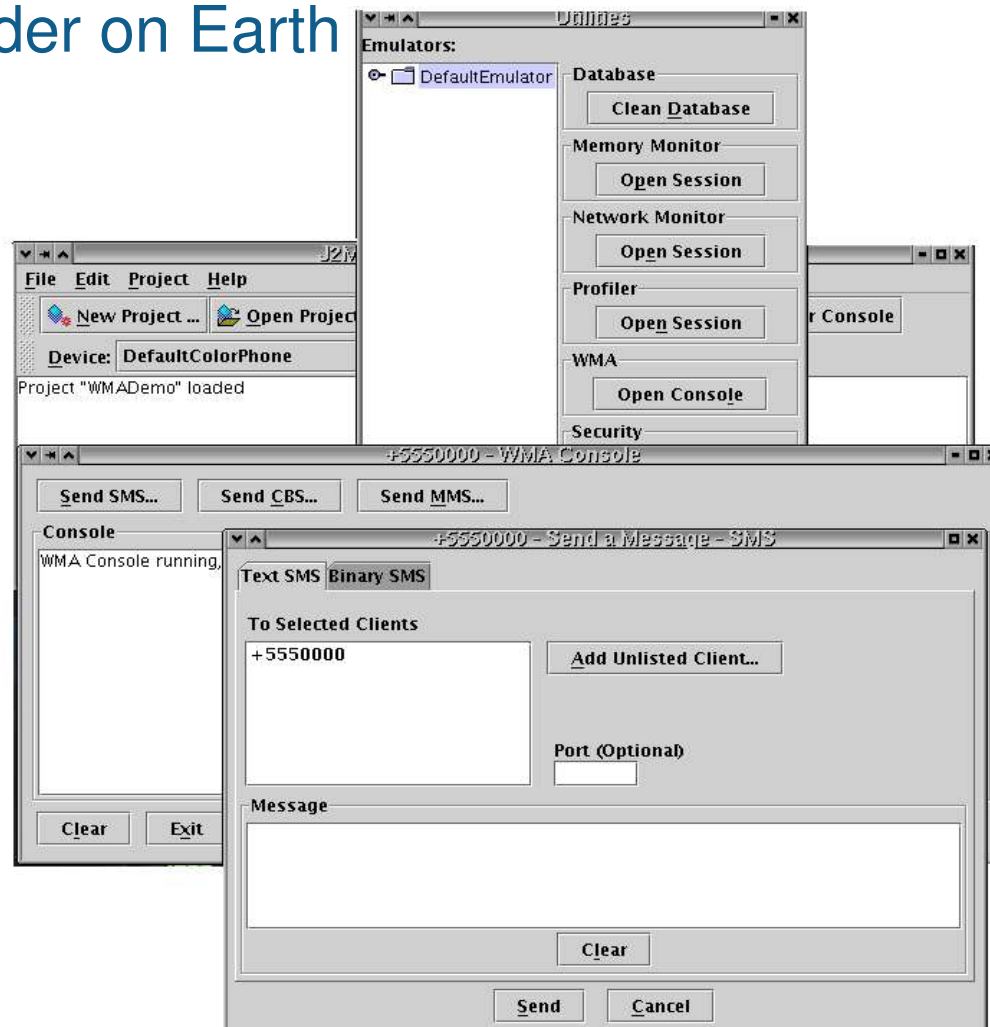 der on Earth
Utilities
Emulators:
DefaultEmulator
Database
Clean Database
Memory Monitor
Open Session
Network Monitor
Open Session
Profiler
Open Session
WMA
Open Console
Security
J2M
File Edit Project Help
New Project ... Open Project
r Console
Device: DefaultColorPhone
Project "WMADemo" loaded
+5550000 - WMA Console
Send SMS... Send CBS... Send MMS...
Console
WMA Console running,
Clear Exit
+5550000 - Send a Message - SMS
Text SMS Binary SMS
To Selected Clients
+5550000
Add Unlisted Client...
Port (Optional)
Message
Clear
Send Cancel